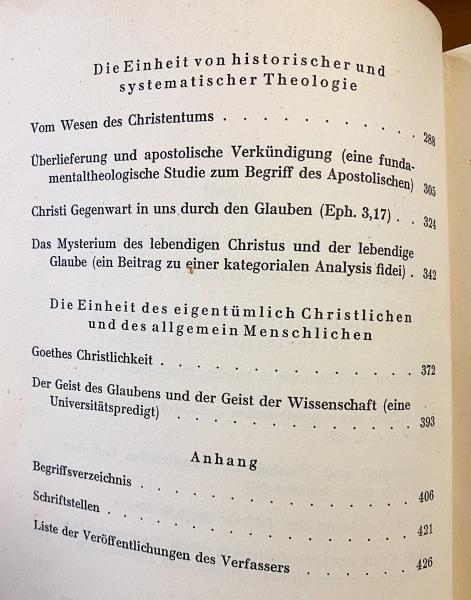 Die Einheit von historischer und
systematischer Theologie
Vom Wesen des Christentums . . . . . . . . . . 288
Überlieferung und apostolische Verkündigung (eine funda-
mentaltheologische Studie zum Begriff des Apostolischen) 305
Christi Gegenwart in uns durch den Glauben (Eph. 3,17) . . 324
Das Mysterium des lebendigen Christus und der lebendige
Glaube (ein Beitrag zu einer kategorialen Analysis fidei) . 342
Die Einheit des eigentümlich Christlichen
und des allgemein Menschlichen
Goethes Christlichkeit . . . . . . . . . . . . . 372
Der Geist des Glaubens und der Geist der Wissenschaft (eine
Universitätspredigt) . . . . . . . . . . . . . 393
Anhang
Begriffsverzeichnis . . . . . . . . . . . . . . 406
Schriftstellen . . . . . . . . . . . . . . . . 421
Liste der Veröffentlichungen des Verfassers . . . . . . 426